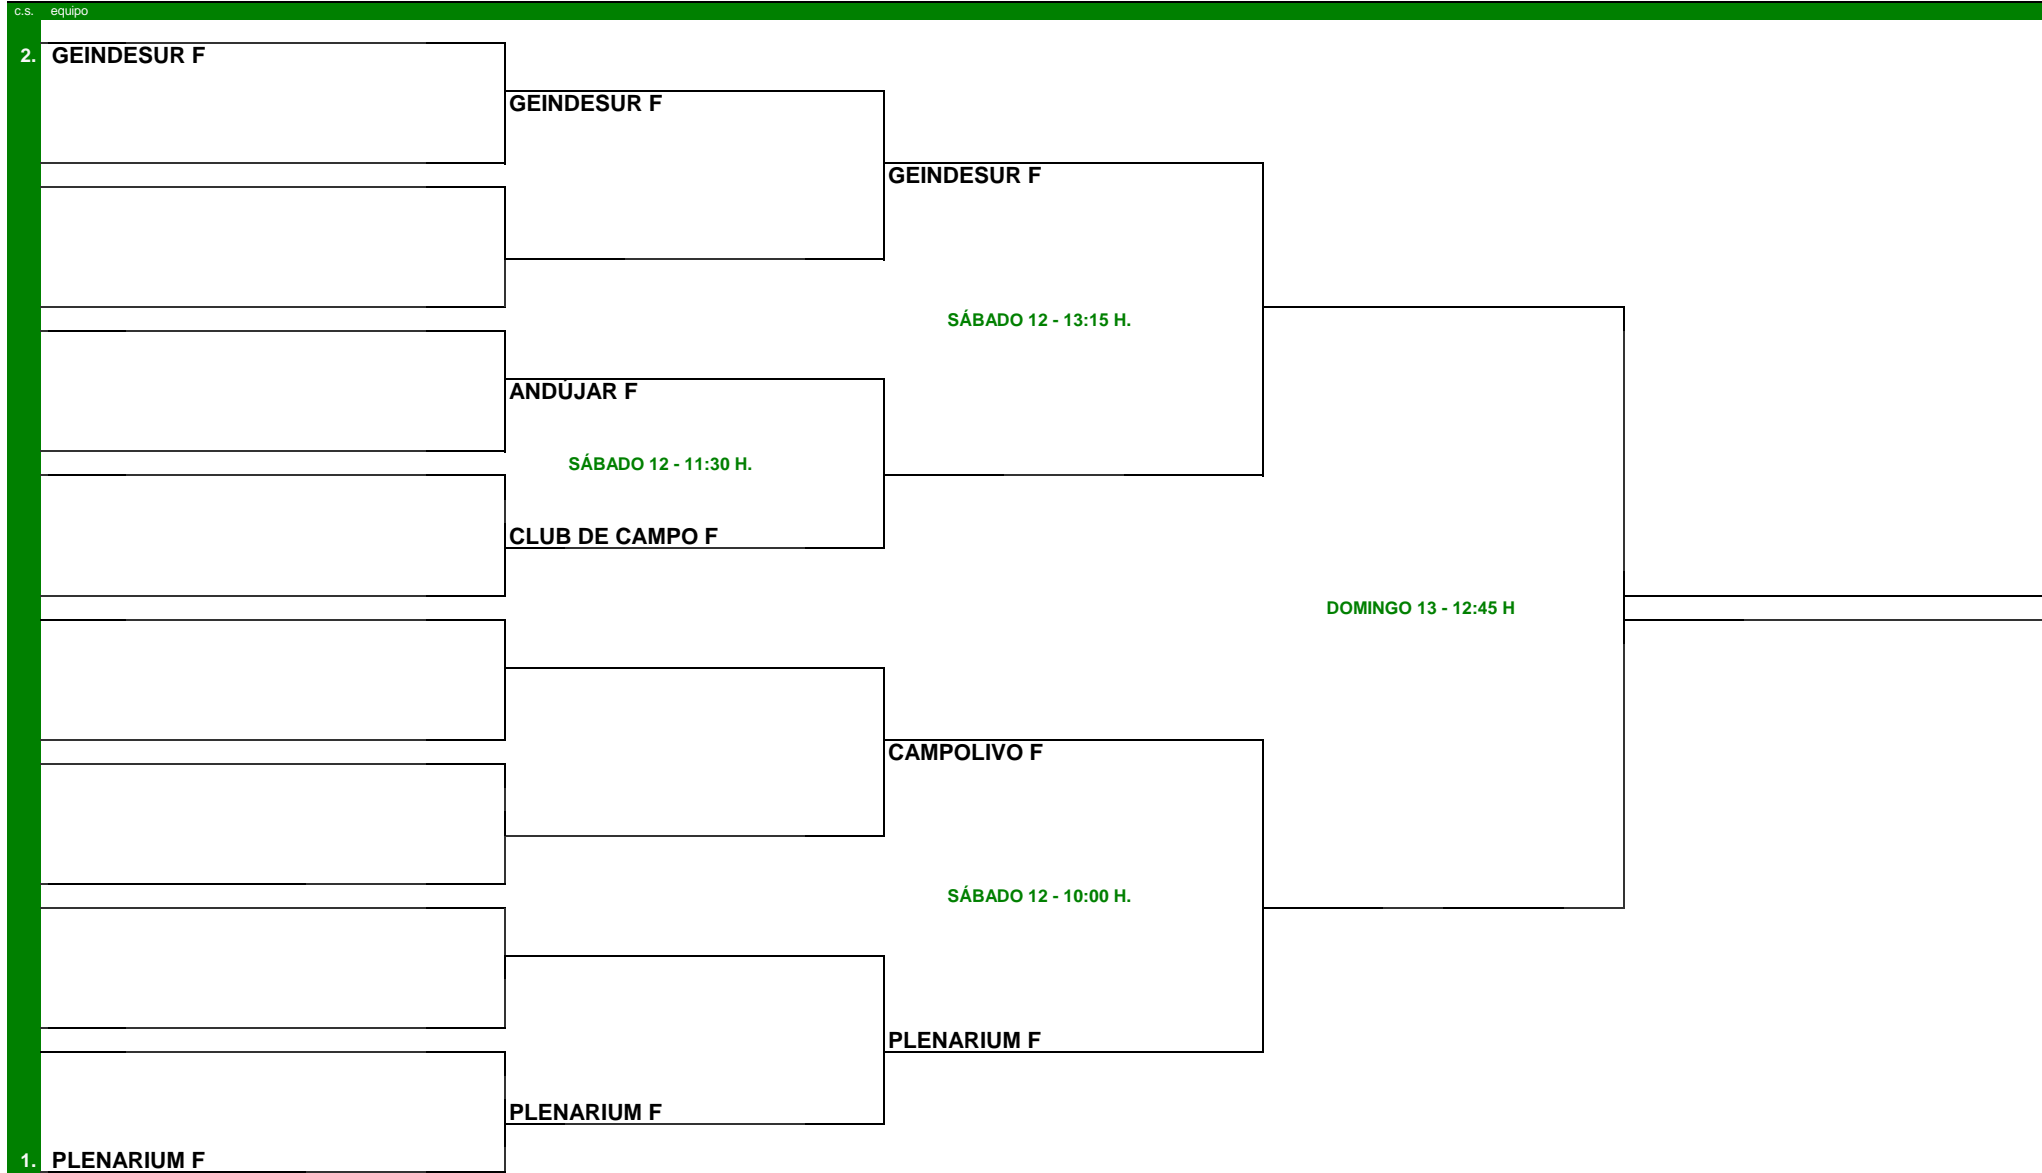 c.s. equipo
2. GEINDESUR F
GEINDESUR F
GEINDESUR F
SÁBADO 12 - 13:15 H.
ANDÚJAR F
SÁBADO 12 - 11:30 H.
CLUB DE CAMPO F
DOMINGO 13 - 12:45 H
CAMPOLIVO F
SÁBADO 12 - 10:00 H.
PLENARIUM F
PLENARIUM F
1. PLENARIUM F